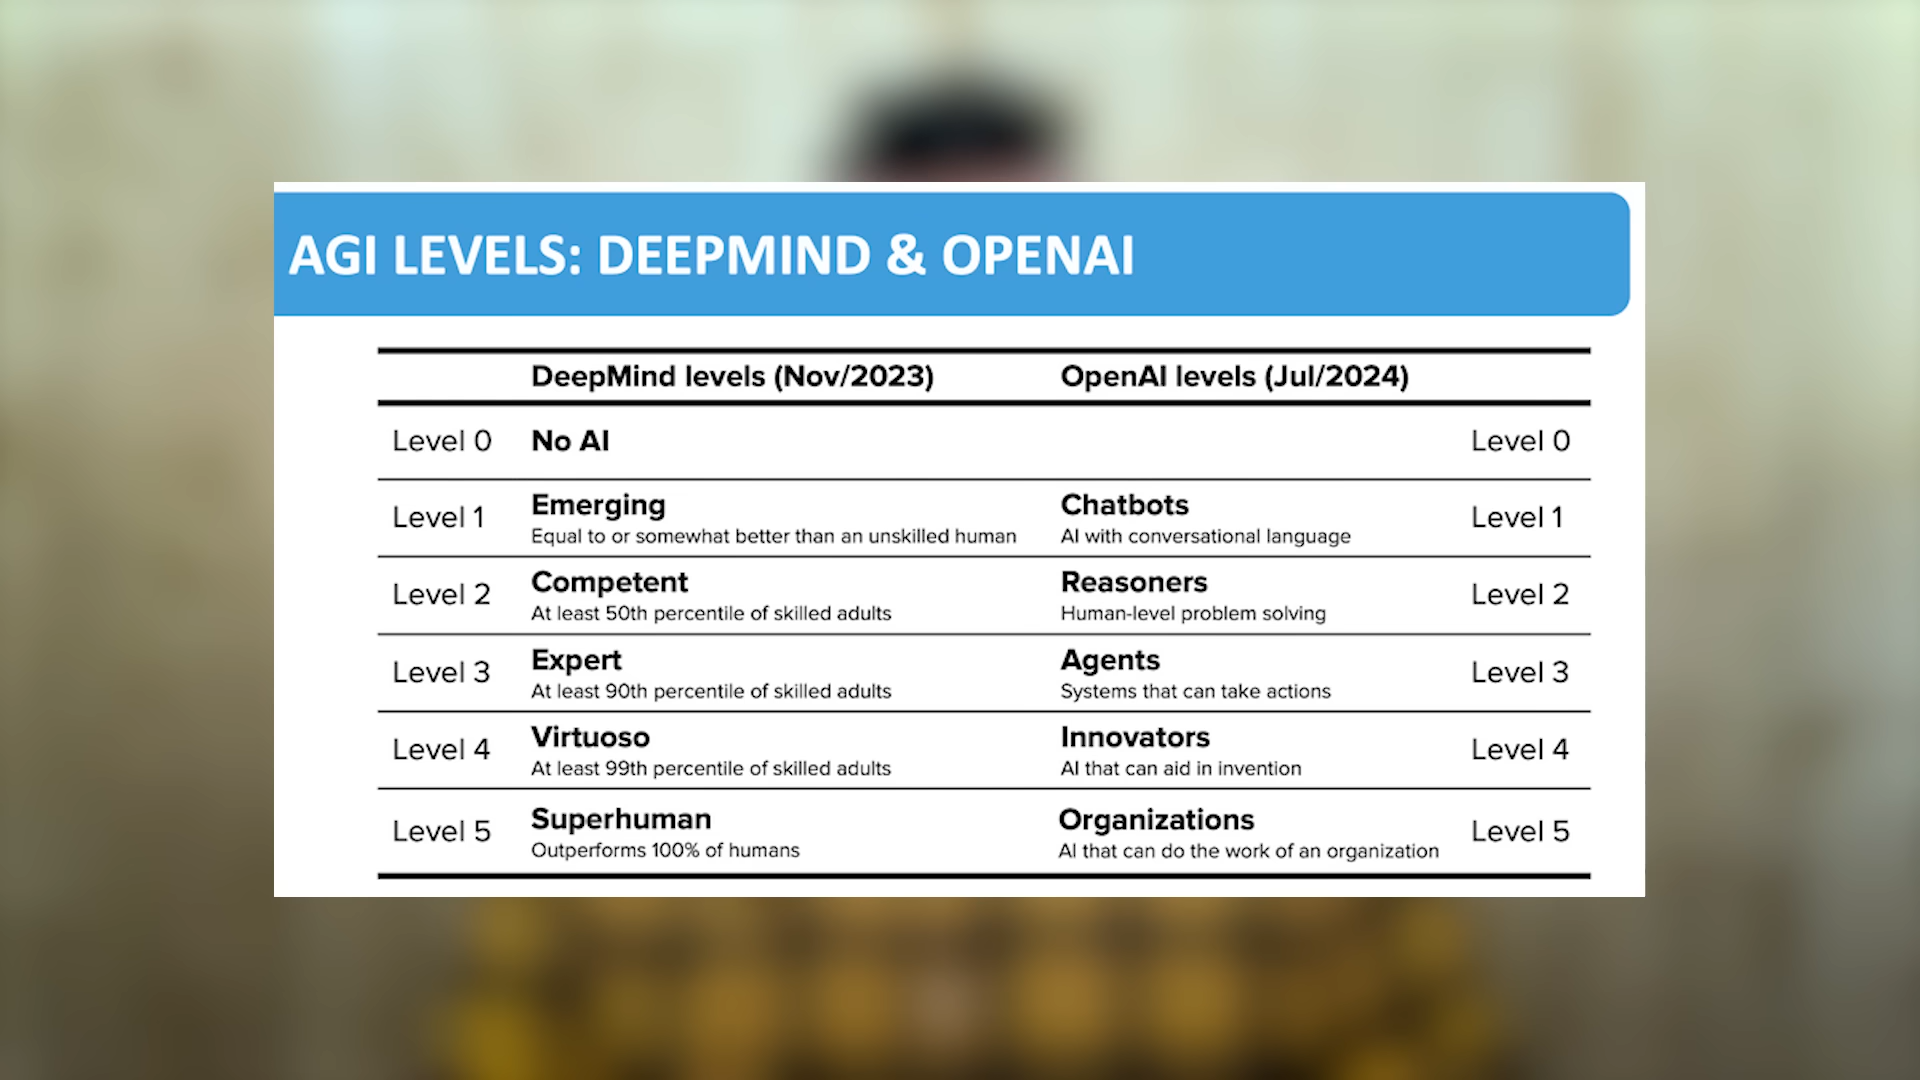 AGI LEVELS: DEEPMIND & OPENAI
DeepMind levels (Nov/2023) OpenAI levels (Jul/2024)
Level 0 No AI Level 0
Level 1 Emerging Chatbots Level 1
Equal to or somewhat better than an unskilled human AI with conversational language
Level 2 Competent Reasoners Level 2
At least 50th percentile of skilled adults Human-level problem solving
Level 3 Expert Agents Level 3
At least 90th percentile of skilled adults Systems that can take actions
Level 4 Virtuoso Innovators Level 4
At least 99th percentile of skilled adults AI that can aid in invention
Level 5 Superhuman Organizations Level 5
Outperforms 100% of humans AI that can do the work of an organization